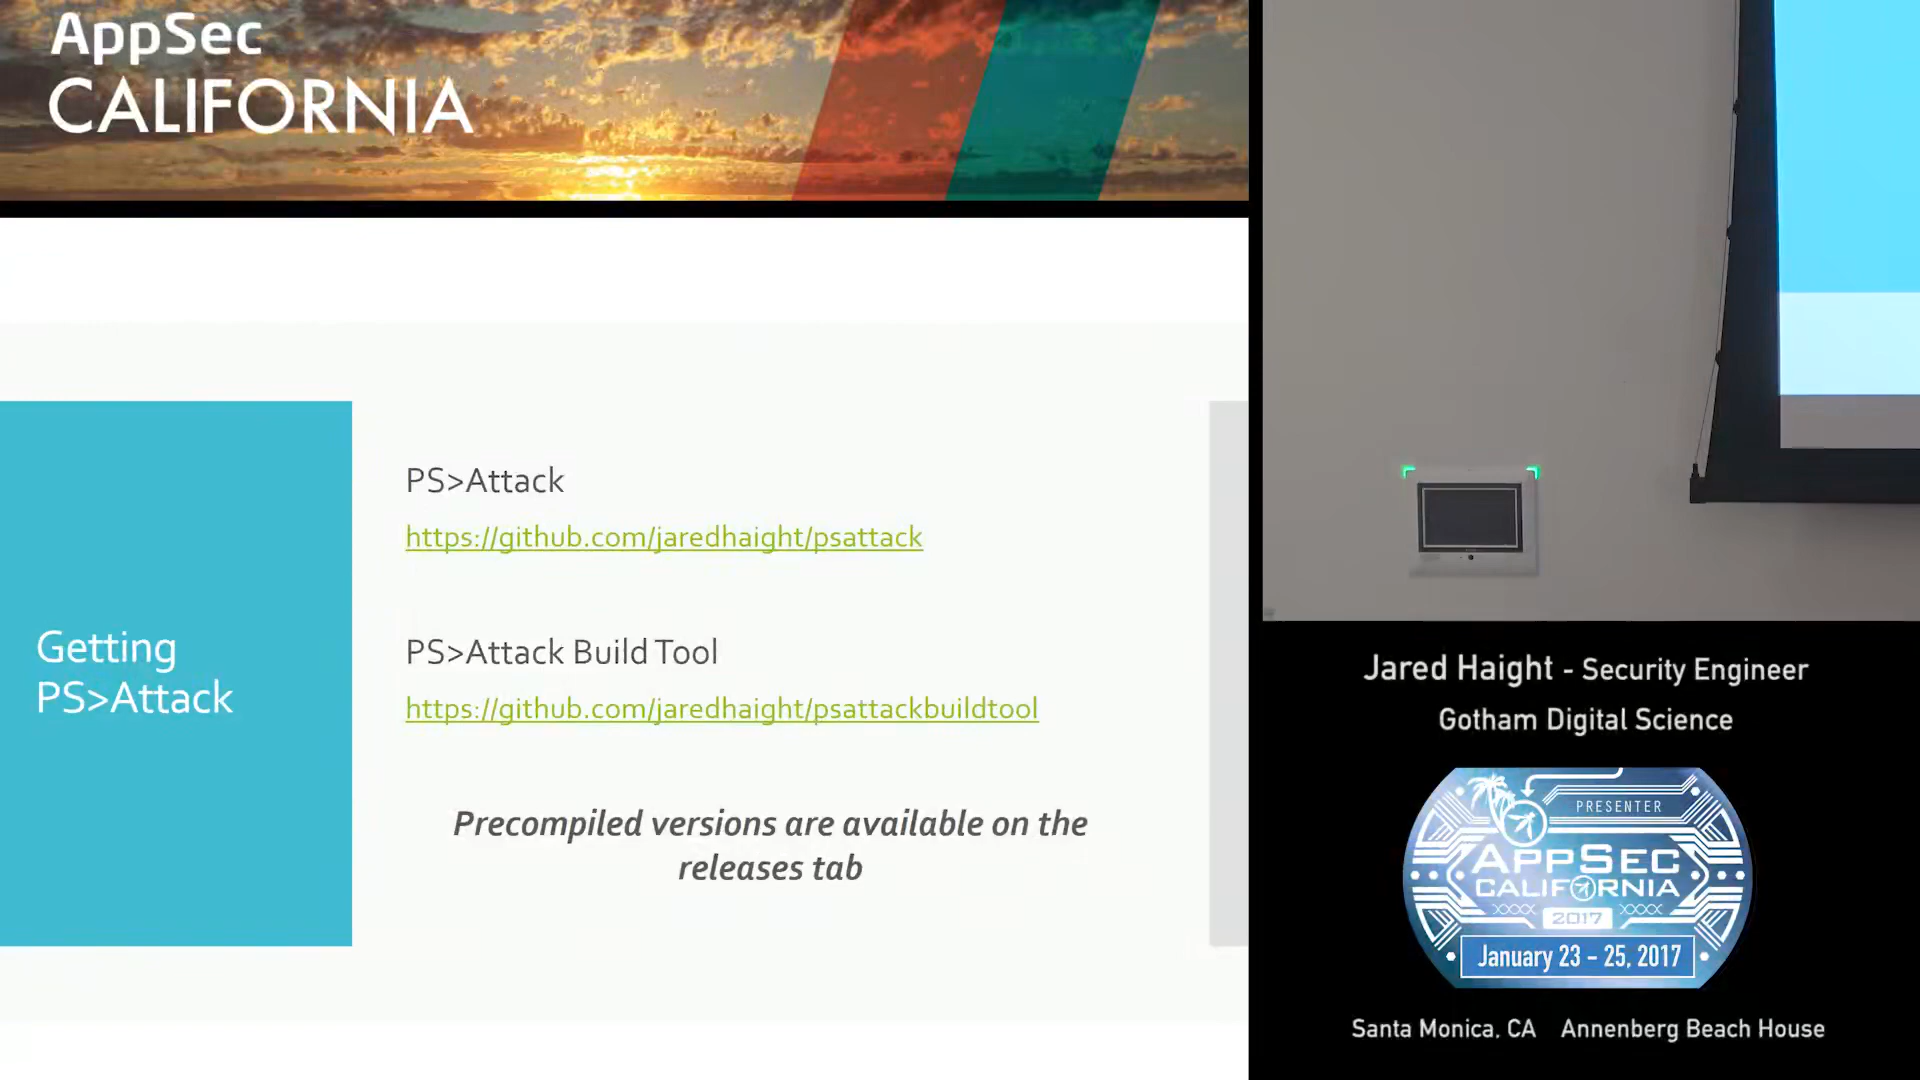 AppSec
CALIFORNIA
Getting
PS>Attack
PS>Attack
https://github.com/jaredhaight/psattack
PS>Attack Build Tool
https://github.com/jaredhaight/psattackbuildtool
Precompiled versions are available on the
releases tab
Jared Haight - Security Engineer
Gotham Digital Science
PRESENTER
APPSEC
CALIFORNIA
2017
January 23 - 25, 2017
Santa Monica, CA Annenberg Beach House